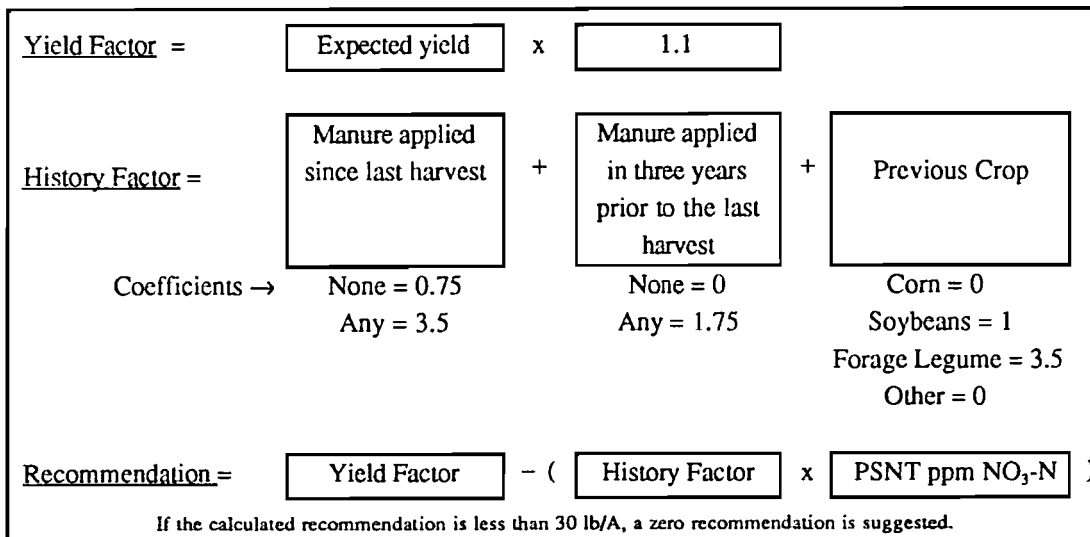 Yield Factor = Expected yield x 1.1
Manure applied since last harvest
Manure applied in three years prior to the last harvest
History Factor = + + Previous Crop
Coefficients → None = 0.75 None = 0 Corn = 0
Any = 3.5 Any = 1.75 Soybeans = 1
Forage Legume = 3.5
Other = 0
Recommendation = Yield Factor - ( History Factor x PSNT ppm NO₃-N )
If the calculated recommendation is less than 30 lb/A, a zero recommendation is suggested.